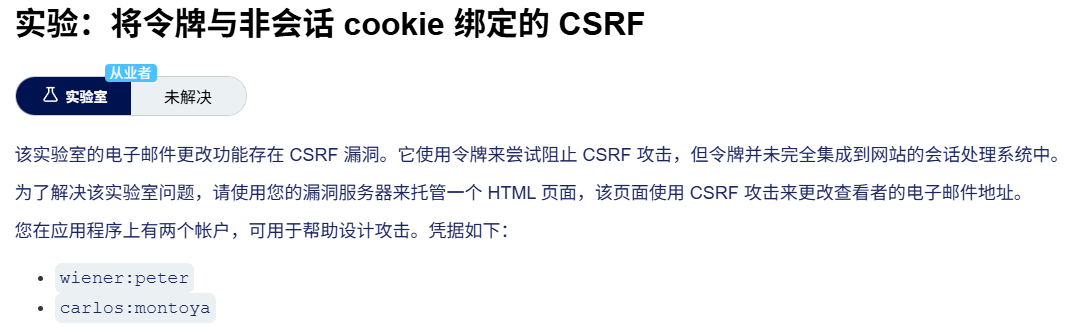 实验：将令牌与非会话 cookie 绑定的 CSRF
从业者
实验室
未解决
该实验室的电子邮件更改功能存在 CSRF 漏洞。它使用令牌来尝试阻止 CSRF 攻击，但令牌并未完全集成到网站的会话处理系统中。
为了解决该实验室问题，请使用您的漏洞服务器来托管一个 HTML 页面，该页面使用 CSRF 攻击来更改查看者的电子邮件地址。
您在应用程序上有两个帐户，可用于帮助设计攻击。凭据如下：
wiener:peter
carlos:montoya